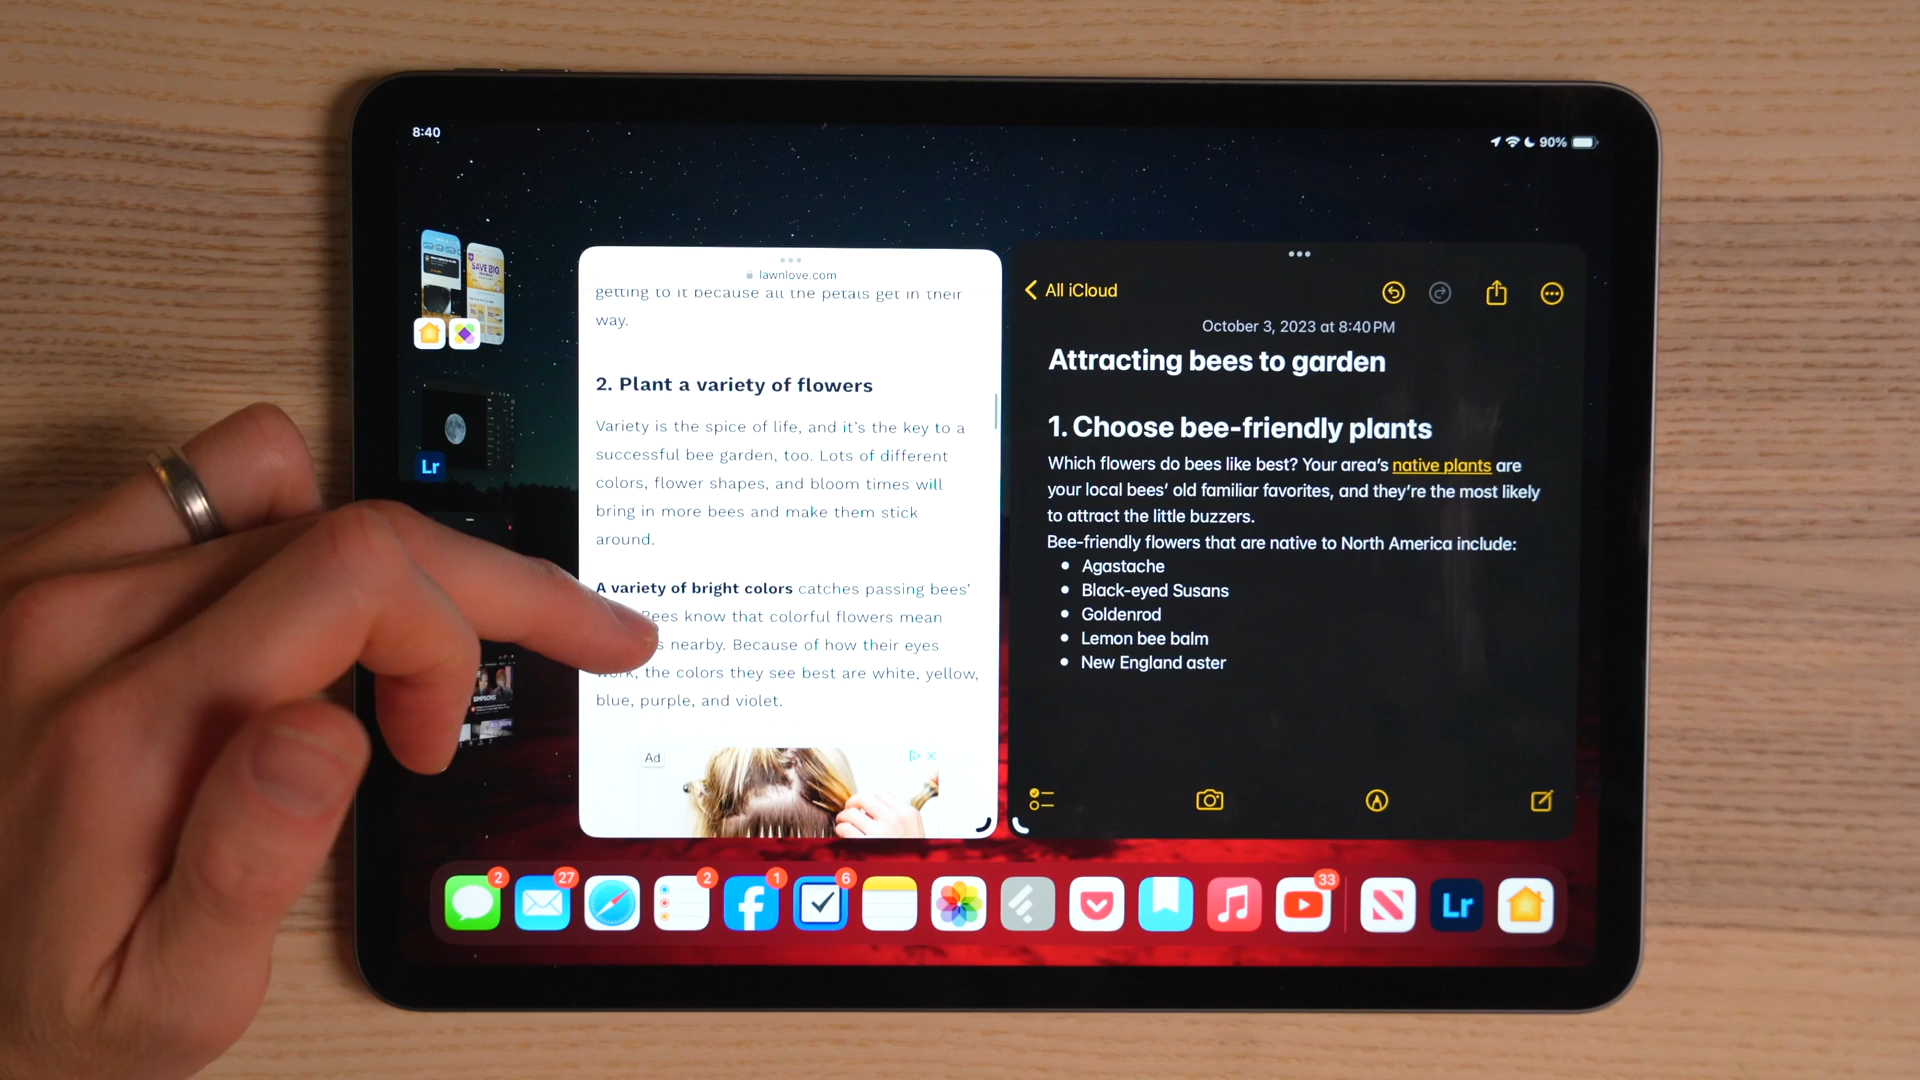 8:40
90%
SAVE BIG
Lr
SIMPSONS
lawnlove.com
getting to it because all the petals get in their
way.
2. Plant a variety of flowers
Variety is the spice of life, and it's the key to a
successful bee garden, too. Lots of different
colors, flower shapes, and bloom times will
bring in more bees and make them stick
around.
A variety of bright colors catches passing bees'
Bees know that colorful flowers mean
nearby. Because of how their eyes
work, the colors they see best are white, yellow,
blue, purple, and violet.
Ad
All iCloud
October 3, 2023 at 8:40 PM
Attracting bees to garden
1. Choose bee-friendly plants
Which flowers do bees like best? Your area's native plants are
your local bees' old familiar favorites, and they're the most likely
to attract the little buzzers.
Bee-friendly flowers that are native to North America include:
• Agastache
• Black-eyed Susans
• Goldenrod
• Lemon bee balm
• New England aster
2
27
2
1
6
33
Lr